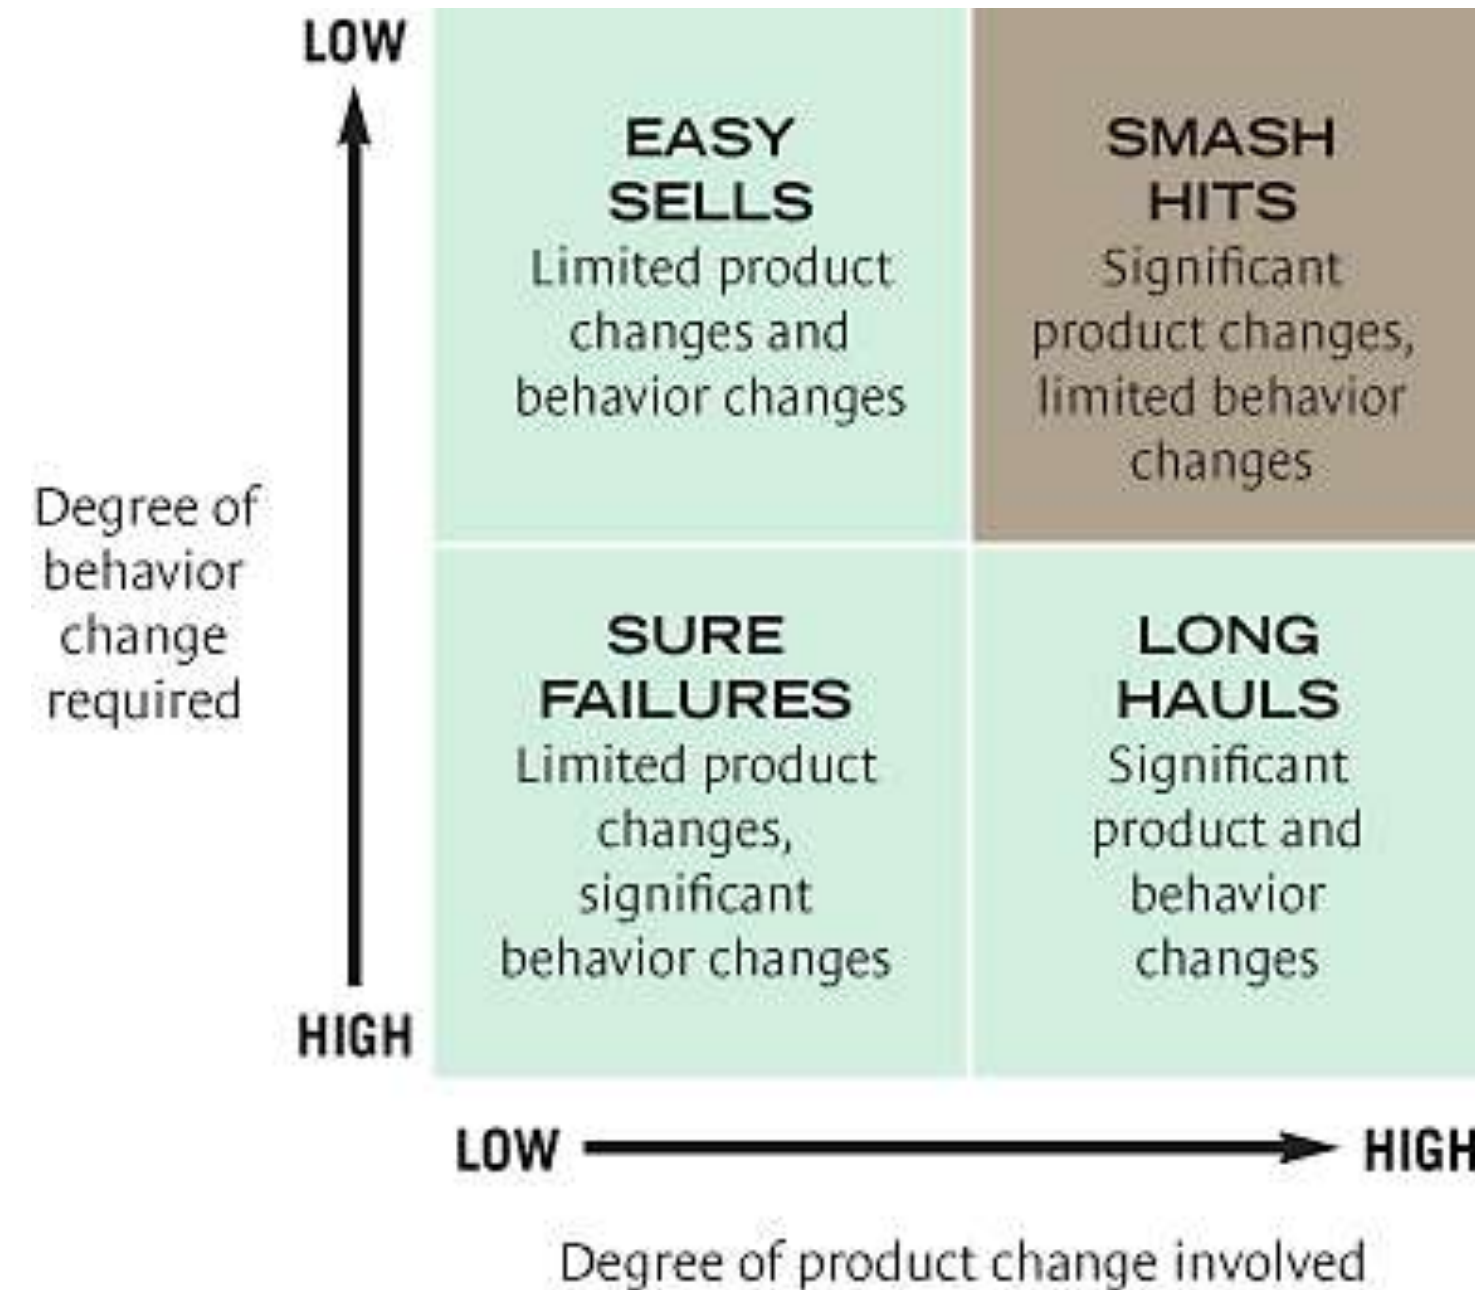 LOW
EASY
SELLS
Limited product
changes and
behavior changes
SMASH
HITS
Significant
product changes,
limited behavior
changes
Degree of
behavior
change
required
SURE
FAILURES
Limited product
changes,
significant
behavior changes
LONG
HAULS
Significant
product and
behavior
changes
HIGH
LOW
HIGH
Degree of product change involved